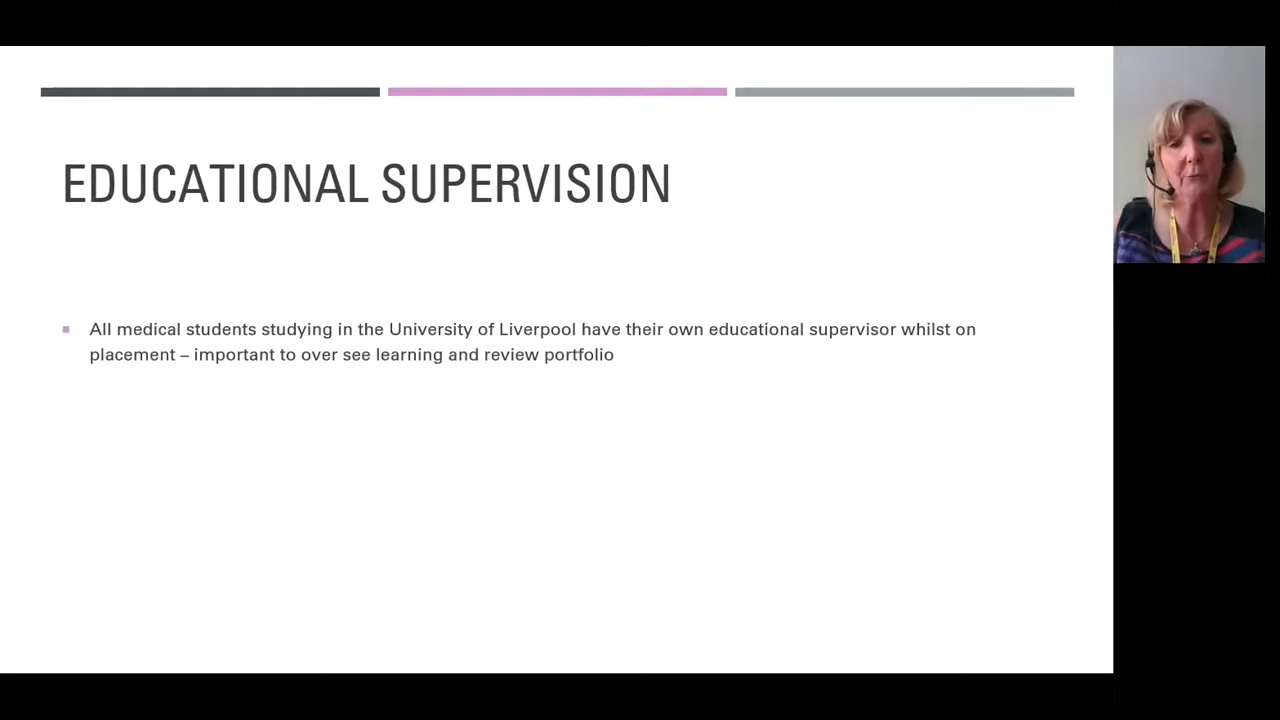 EDUCATIONAL SUPERVISION
All medical students studying in the University of Liverpool have their own educational supervisor whilst on
placement – important to over see learning and review portfolio